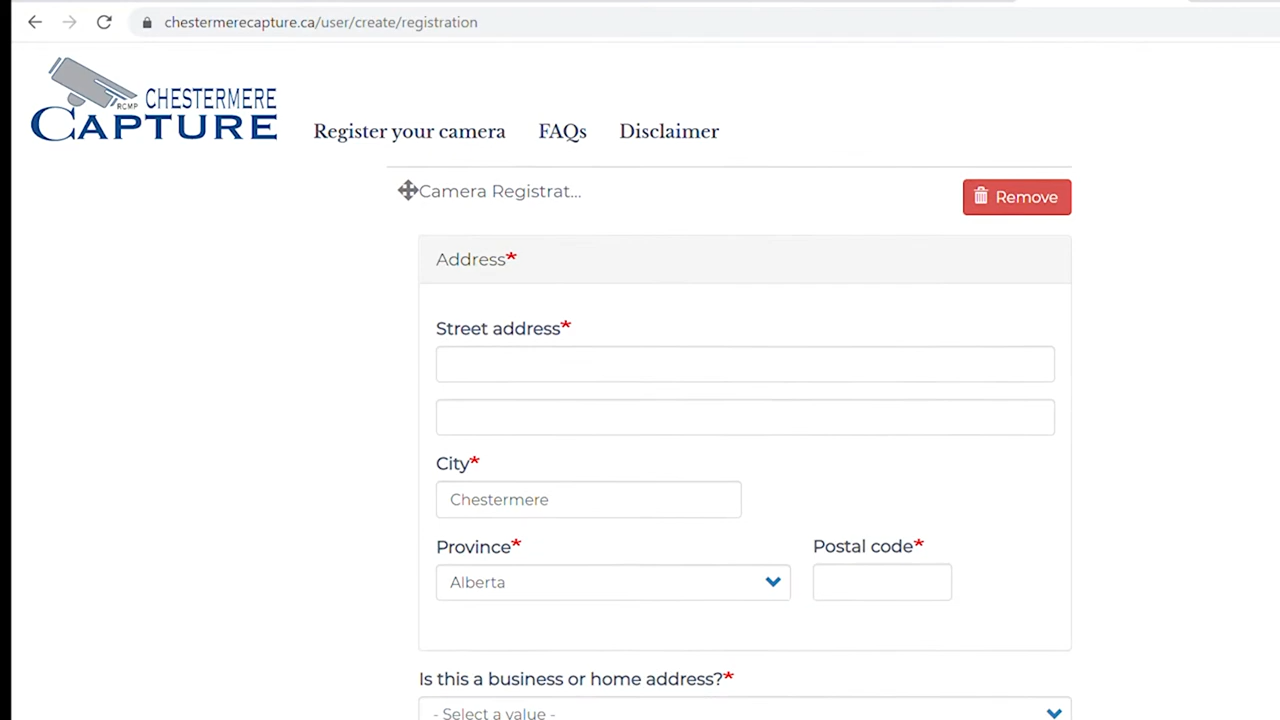 chestermerecapture.ca/user/create/registration
RCMP CHESTERMERE
CAPTURE
Register your camera FAQs Disclaimer
Camera Registrat...
Remove
Address*
Street address*
City*
Chestermere
Province* Postal code*
Alberta
Is this a business or home address?*
- Select a value -